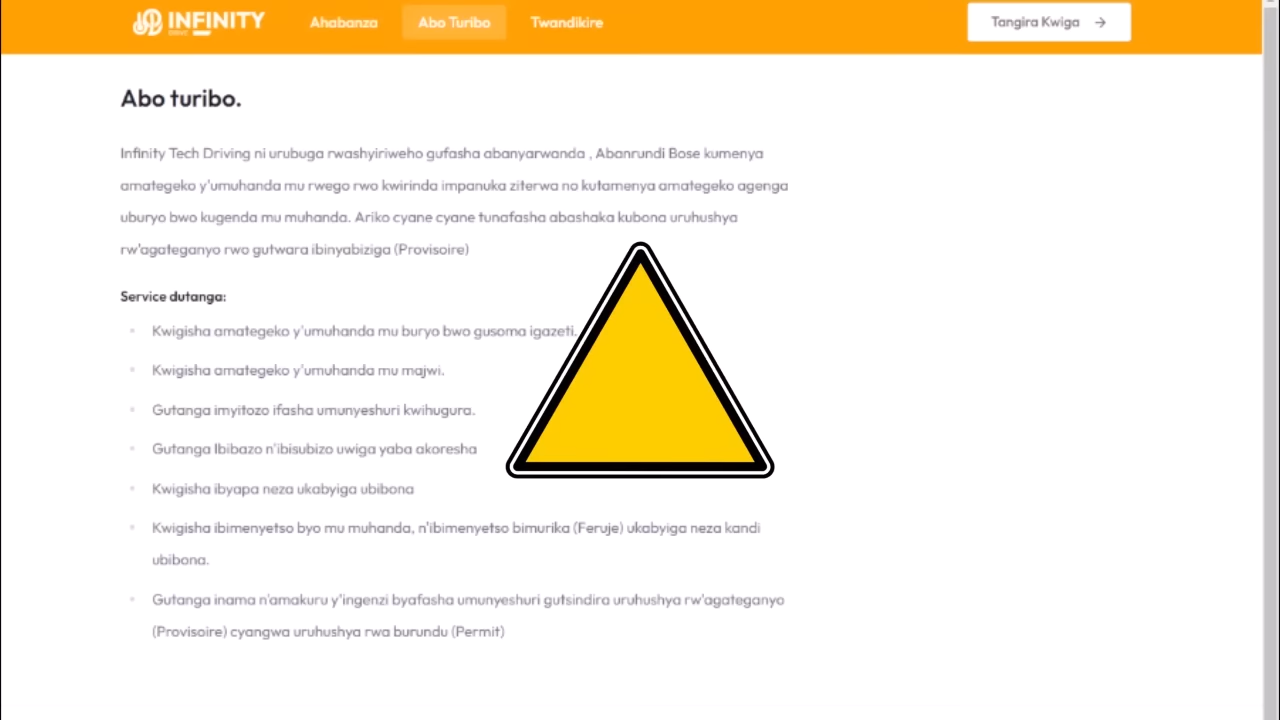 INFINITY
Ahabanza
Abo Turibo
Twandikire
Tangira Kwiga
Abo turibo.
Infinity Tech Driving ni urubuga rwashyiriweho gufasha abanyarwanda , Abanrundi Bose kumenya
amategeko y'umuhanda mu rwego rwo kwirinda impanuka ziterwa no kutamenya amategeko agenga
uburyo bwo kugenda mu muhanda. Ariko cyane cyane tunafasha abashaka kubona uruhushya
rw'agateganyo rwo gutwara ibinyabiziga (Provisoire)
Service dutanga:
Kwigisha amategeko y'umuhanda mu buryo bwo gusoma igazeti.
Kwigisha amategeko y'umuhanda mu majwi.
Gutanga imyitozo ifasha umunyeshuri kwihugura.
Gutanga Ibibazo n'ibisubizo uwiga yaba akoresha
Kwigisha ibyapa neza ukabyiga ubibona
Kwigisha ibimenyetso byo mu muhanda, n'ibimenyetso bimurika (Feruje) ukabyiga neza kandi
ubibona.
Gutanga inama n'amakuru y'ingenzi byafasha umunyeshuri gutsindira uruhushya rw'agateganyo
(Provisoire) cyangwa uruhushya rwa burundu (Permit)